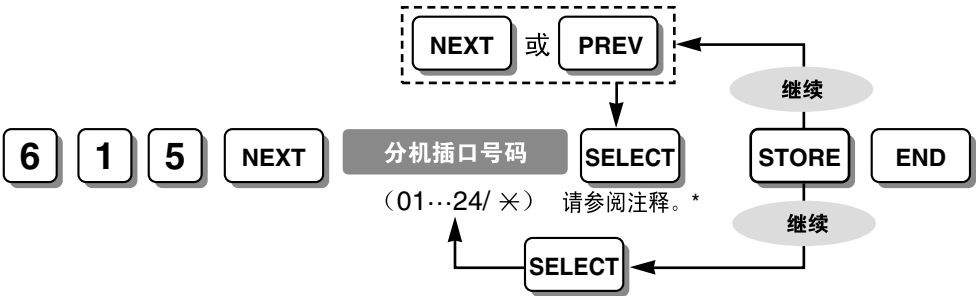 NEXT 或 PREV
继续
6 1 5 NEXT 分机插口号码 SELECT STORE END
（01…24/ ✕） 请参阅注释。*
继续
SELECT